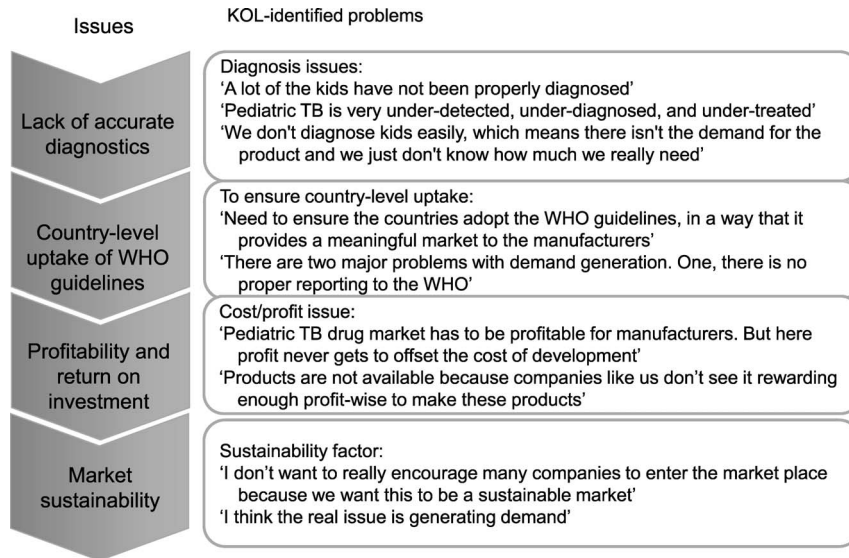 Issues
KOL-identified problems
Lack of accurate
diagnostics
Diagnosis issues:
‘A lot of the kids have not been properly diagnosed’
‘Pediatric TB is very under-detected, under-diagnosed, and under-treated’
‘We don't diagnose kids easily, which means there isn't the demand for the
product and we just don't know how much we really need’
Country-level
uptake of WHO
guidelines
To ensure country-level uptake:
‘Need to ensure the countries adopt the WHO guidelines, in a way that it
provides a meaningful market to the manufacturers’
‘There are two major problems with demand generation. One, there is no
proper reporting to the WHO’
Profitability and
return on
investment
Cost/profit issue:
‘Pediatric TB drug market has to be profitable for manufacturers. But here
profit never gets to offset the cost of development’
‘Products are not available because companies like us don’t see it rewarding
enough profit-wise to make these products’
Market
sustainability
Sustainability factor:
‘I don’t want to really encourage many companies to enter the market place
because we want this to be a sustainable market’
‘I think the real issue is generating demand’